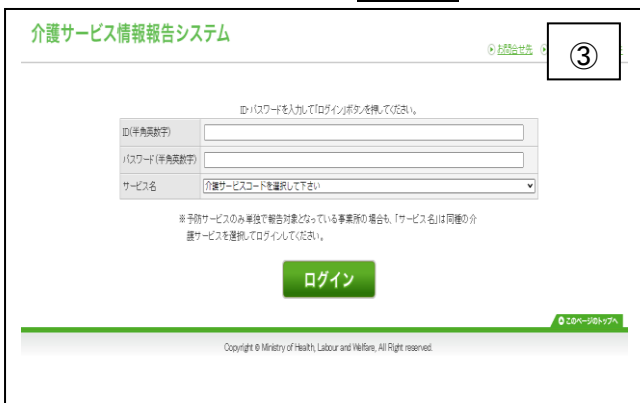 介護サービス情報報告システム
お問合せ先
③
ID・パスワードを入力して「ログイン」ボタンを押してください。
ID(半角英数字)
パスワード(半角英数字)
サービス名
介護サービスコードを選択して下さい
※予防サービスのみ単独で報告対象となっている事業所の場合も、「サービス名」は同種の介
護サービスを選択してログインしてください。
ログイン
このページのトップへ
Copyright © Ministry of Health, Labour and Welfare, All Right reserved.